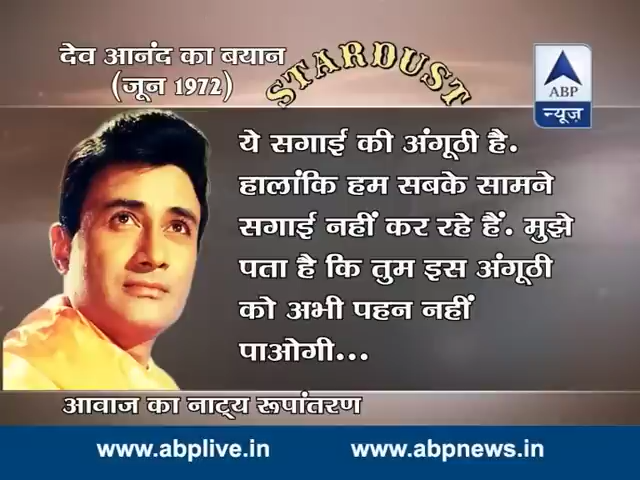 देव आनंद का बयान
(जून 1972)
STARDUST
ABP
न्यूज़
ये सगाई की अंगूठी है.
हालांकि हम सबके सामने
सगाई नहीं कर रहे हैं. मुझे
पता है कि तुम इस अंगूठी
को अभी पहन नहीं
पाओगी...
आवाज का नाट्य रूपांतरण
www.abplive.in
www.abpnews.in